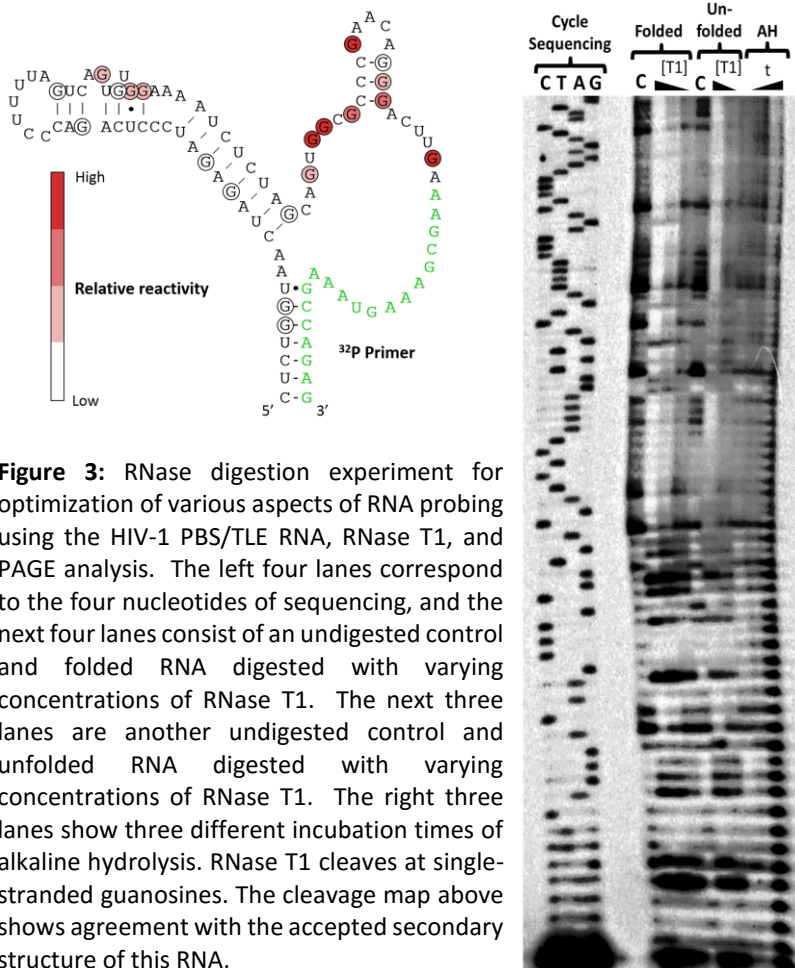 A A C
A A
G G
C G
C G
C G
UUAGUC AG U
U UGGGAAAA
U
U C C C A G A C U C C C U
U C U C U A G C
A G A G A U C
A C G U G G C G
A C U U G A
A A G C G A A A G U A A A
A
A
U • G
G - C
G - C
U - A
C - G
U - A
C - G
5’ 3’
High
Relative reactivity
Low
³²P Primer
Cycle
Sequencing
C T A G
Folded
[T1]
C
Un-
folded
[T1]
C
AH
t
Figure 3: RNase digestion experiment for
optimization of various aspects of RNA probing
using the HIV-1 PBS/TLE RNA, RNase T1, and
PAGE analysis. The left four lanes correspond
to the four nucleotides of sequencing, and the
next four lanes consist of an undigested control
and folded RNA digested with varying
concentrations of RNase T1. The next three
lanes are another undigested control and
unfolded RNA digested with varying
concentrations of RNase T1. The right three
lanes show three different incubation times of
alkaline hydrolysis. RNase T1 cleaves at single-
stranded guanosines. The cleavage map above
shows agreement with the accepted secondary
structure of this RNA.